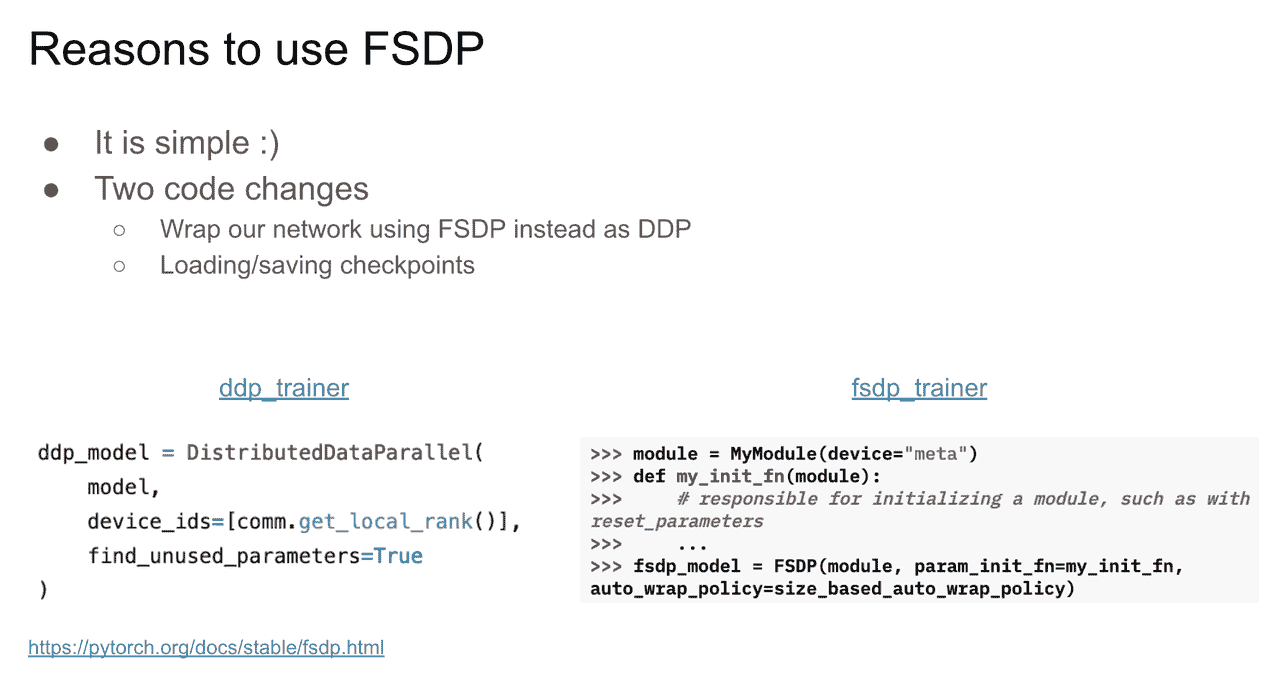 Reasons to use FSDP
● It is simple :)
● Two code changes
○ Wrap our network using FSDP instead as DDP
○ Loading/saving checkpoints
ddp_trainer
ddp_model = DistributedDataParallel(
    model,
    device_ids=[comm.get_local_rank()],
    find_unused_parameters=True
)
fsdp_trainer
>>> module = MyModule(device="meta")
>>> def my_init_fn(module):
>>>     # responsible for initializing a module, such as with
reset_parameters
>>>     ...
>>> fsdp_model = FSDP(module, param_init_fn=my_init_fn,
auto_wrap_policy=size_based_auto_wrap_policy)
https://pytorch.org/docs/stable/fsdp.html